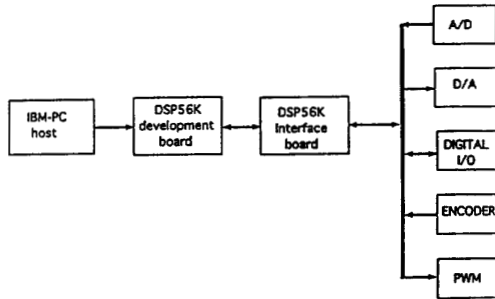 IBM-PC
host
DSP56K
development
board
DSP56K
Interface
board
A/D
D/A
DIGITAL
I/O
ENCODER
PWM